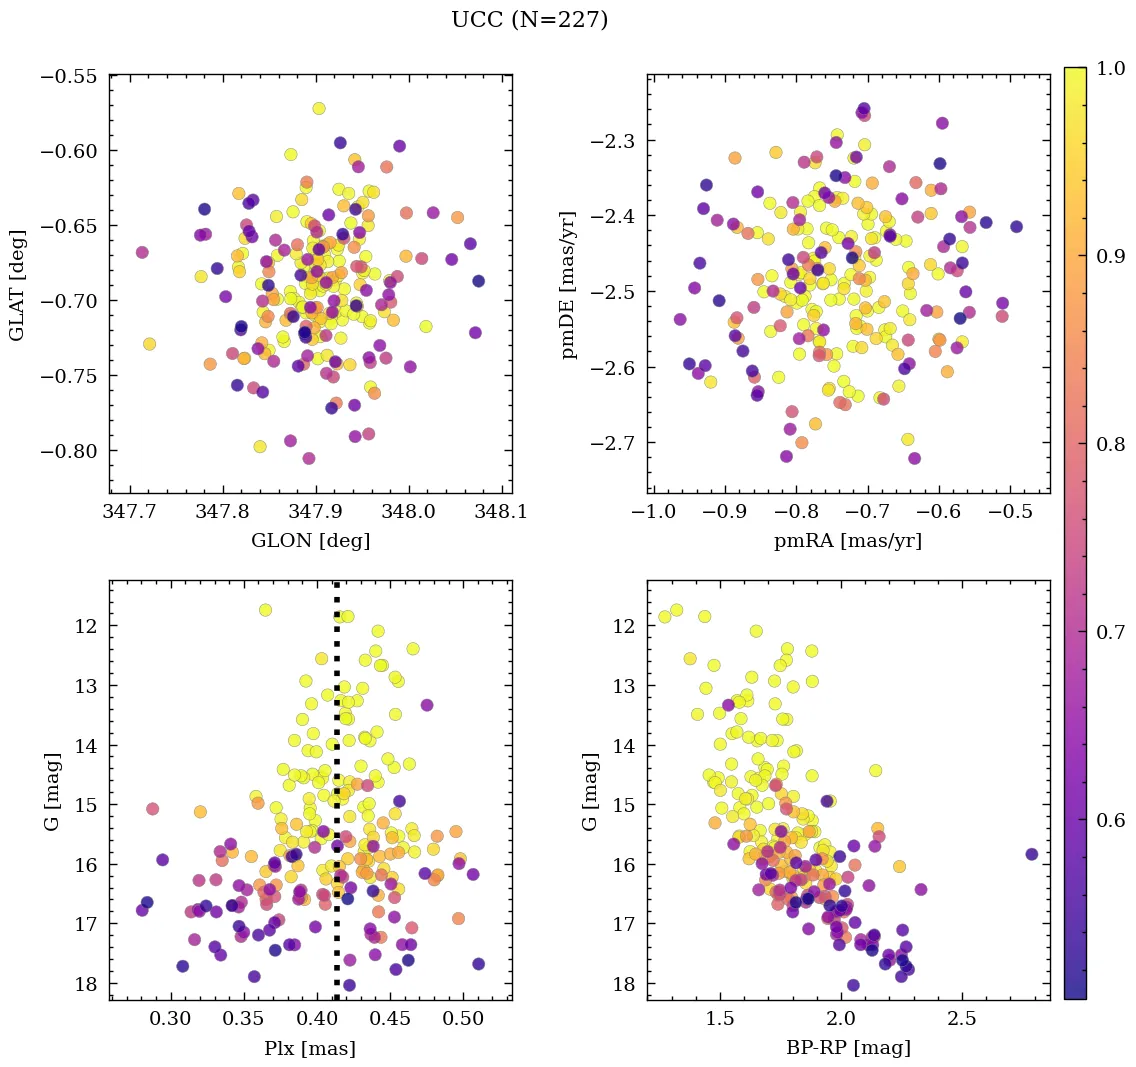 UCC (N=227)
−0.55
−0.60
−0.65
−0.70
−0.75
−0.80
GLAT [deg]
347.7 347.8 347.9 348.0 348.1
GLON [deg]
−2.3
−2.4
−2.5
−2.6
−2.7
pmDE [mas/yr]
−1.0 −0.9 −0.8 −0.7 −0.6 −0.5
pmRA [mas/yr]
1.0
0.9
0.8
0.7
0.6
12
13
14
15
16
17
18
G [mag]
0.30 0.35 0.40 0.45 0.50
Plx [mas]
12
13
14
15
16
17
18
G [mag]
1.5 2.0 2.5
BP-RP [mag]